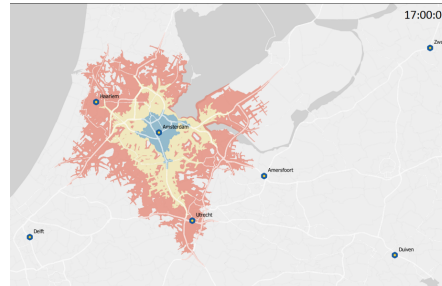 17:00:0
Zw
Haarlem
Amsterdam
Amersfoort
Utrecht
Delft
Duiven